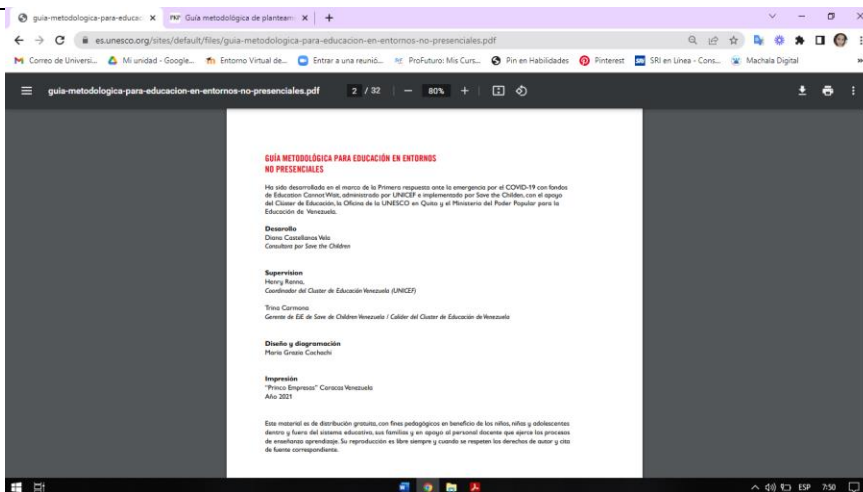 guia-metodologica-para-educac
Guía metodológica de planteam
es.unesco.org/sites/default/files/guia-metodologica-para-educacion-en-entornos-no-presenciales.pdf
Correo de Universi... Mi unidad - Google... Entorno Virtual de... Entrar a una reunió... ProFuturo: Mis Curs... Pin en Habilidades Pinterest SRI en Línea - Cons... Machala Digital
guia-metodologica-para-educacion-en-entornos-no-presenciales.pdf 2 / 32 80%
GUÍA METODOLÓGICA PARA EDUCACIÓN EN ENTORNOS
NO PRESENCIALES
Ha sido desarrollada en el marco de la Primera respuesta ante la emergencia por el COVID-19 con fondos
de Education CannotWait, administrado por UNICEF e implementado por Save the Childen, con el apoyo
del Clúster de Educación, la Oficina de la UNESCO en Quito y el Ministerio del Poder Popular para la
Educación de Venezuela.
Desarollo
Diana Castellanos Vela
Consultora por Save the Children
Supervision
Henry Renna,
Coordinador del Cluster de Educación Venezuela (UNICEF)
Trina Carmona
Gerente de EiE de Save de Children Venezuela / Colider del Cluster de Educación de Venezuela
Diseño y diagramación
Maria Grazia Cochachi
Impresión
"Princo Empresas" Caracas Venezuela
Año 2021
Este material es de distribución gratuita, con fines pedagógicos en beneficio de los niños, niñas y adolescentes
dentro y fuera del sistema educativo, sus familias y en apoyo al personal docente que ejerce los procesos
de enseñanza aprendizaje. Su reproducción es libre siempre y cuando se respeten los derechos de autor y cita
de fuente correspondiente.
ESP 7:50